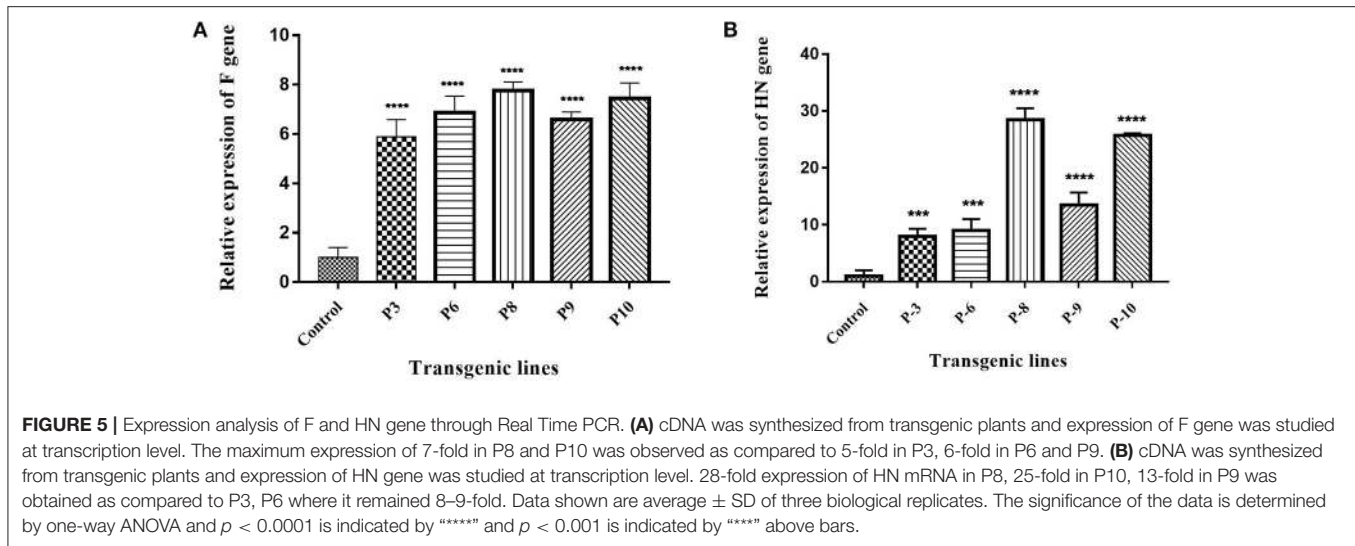 A
Relative expression of F gene
10
8
6
4
2
0
****
****
****
****
****
Control
P3
P6
P8
P9
P10
Transgenic lines
B
Relative expression of HN gene
40
30
20
10
0
***
***
****
****
****
Control
P-3
P-6
P-8
P-9
P-10
Transgenic lines
FIGURE 5 | Expression analysis of F and HN gene through Real Time PCR. (A) cDNA was synthesized from transgenic plants and expression of F gene was studied
at transcription level. The maximum expression of 7-fold in P8 and P10 was observed as compared to 5-fold in P3, 6-fold in P6 and P9. (B) cDNA was synthesized
from transgenic plants and expression of HN gene was studied at transcription level. 28-fold expression of HN mRNA in P8, 25-fold in P10, 13-fold in P9 was
obtained as compared to P3, P6 where it remained 8–9-fold. Data shown are average ± SD of three biological replicates. The significance of the data is determined
by one-way ANOVA and p < 0.0001 is indicated by “****” and p < 0.001 is indicated by “***” above bars.